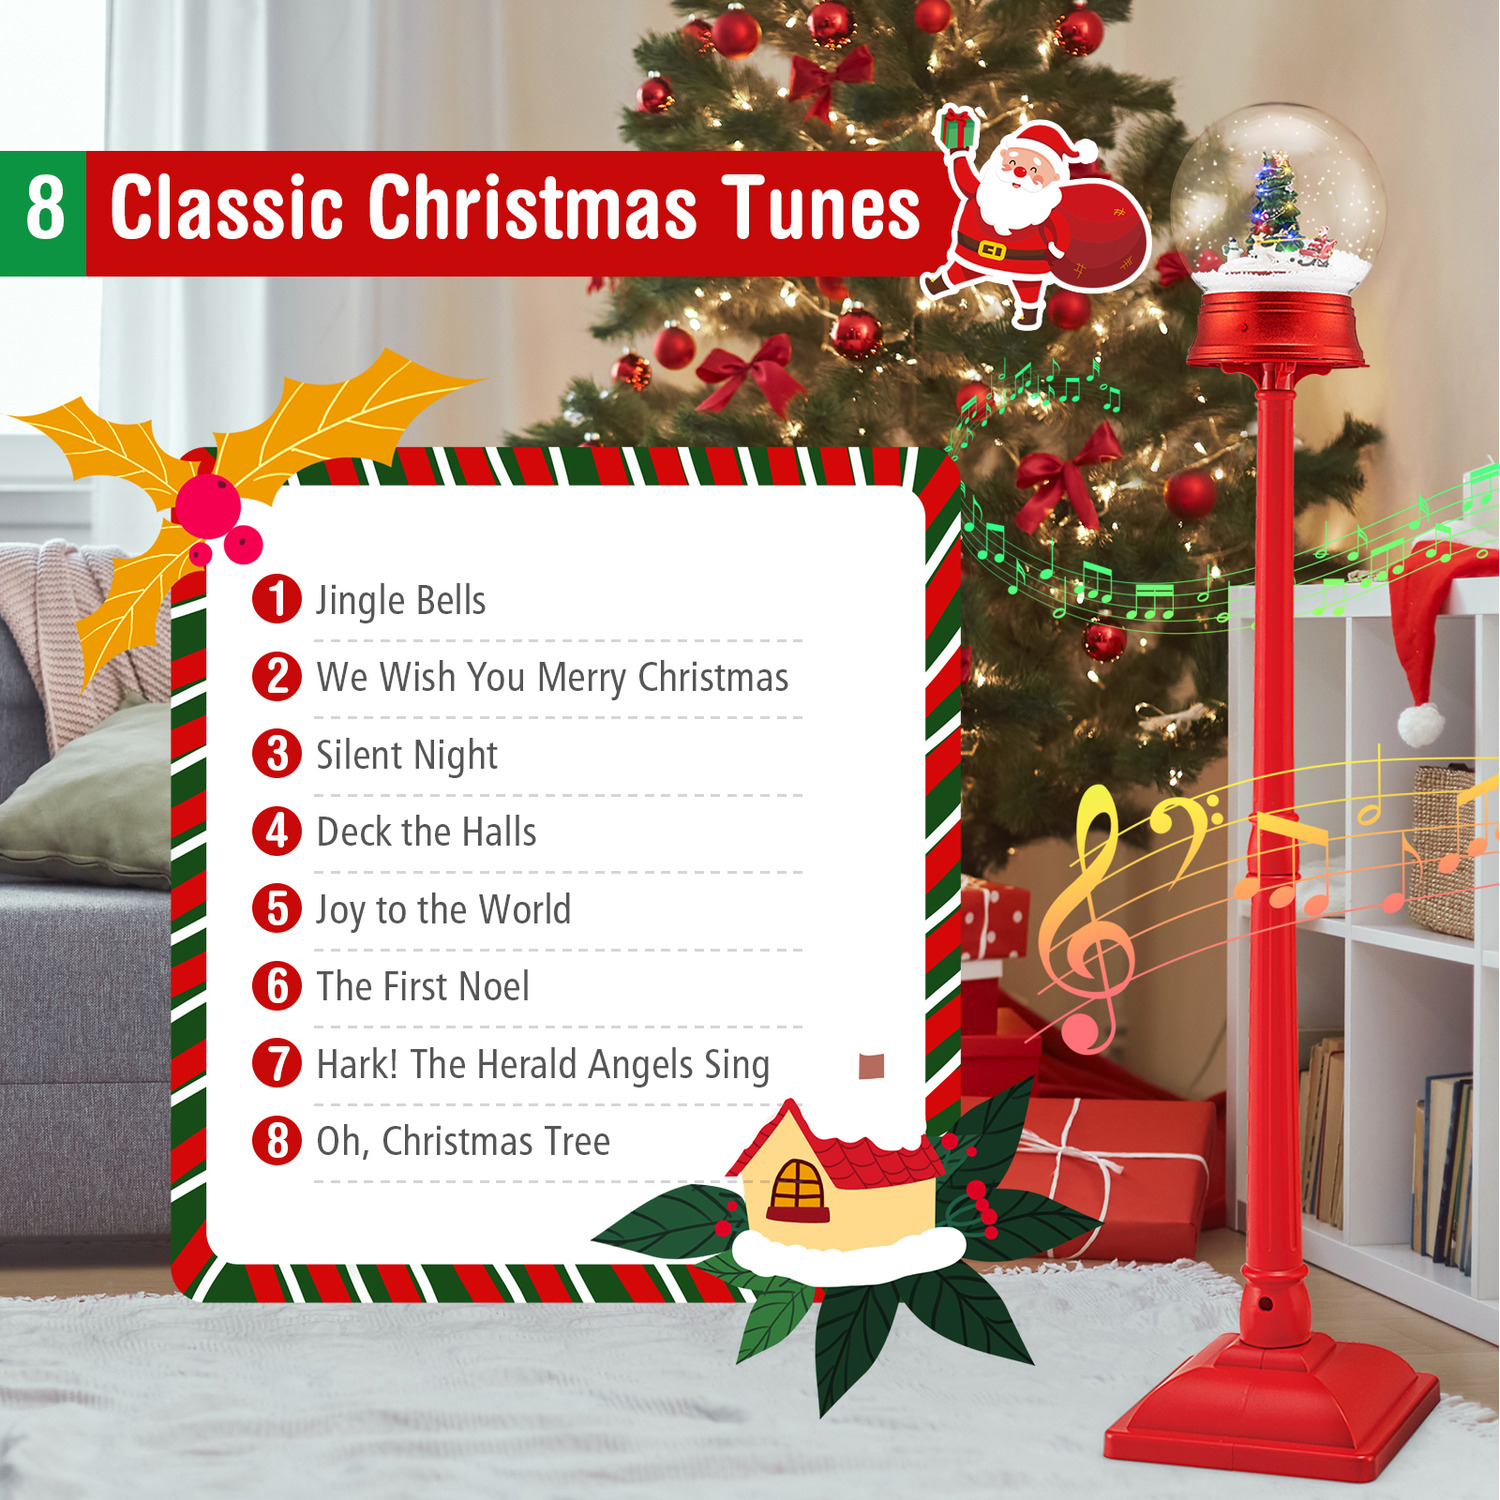 8 Classic Christmas Tunes
1 Jingle Bells
2 We Wish You Merry Christmas
3 Silent Night
4 Deck the Halls
5 Joy to the World
6 The First Noel
7 Hark! The Herald Angels Sing
8 Oh, Christmas Tree